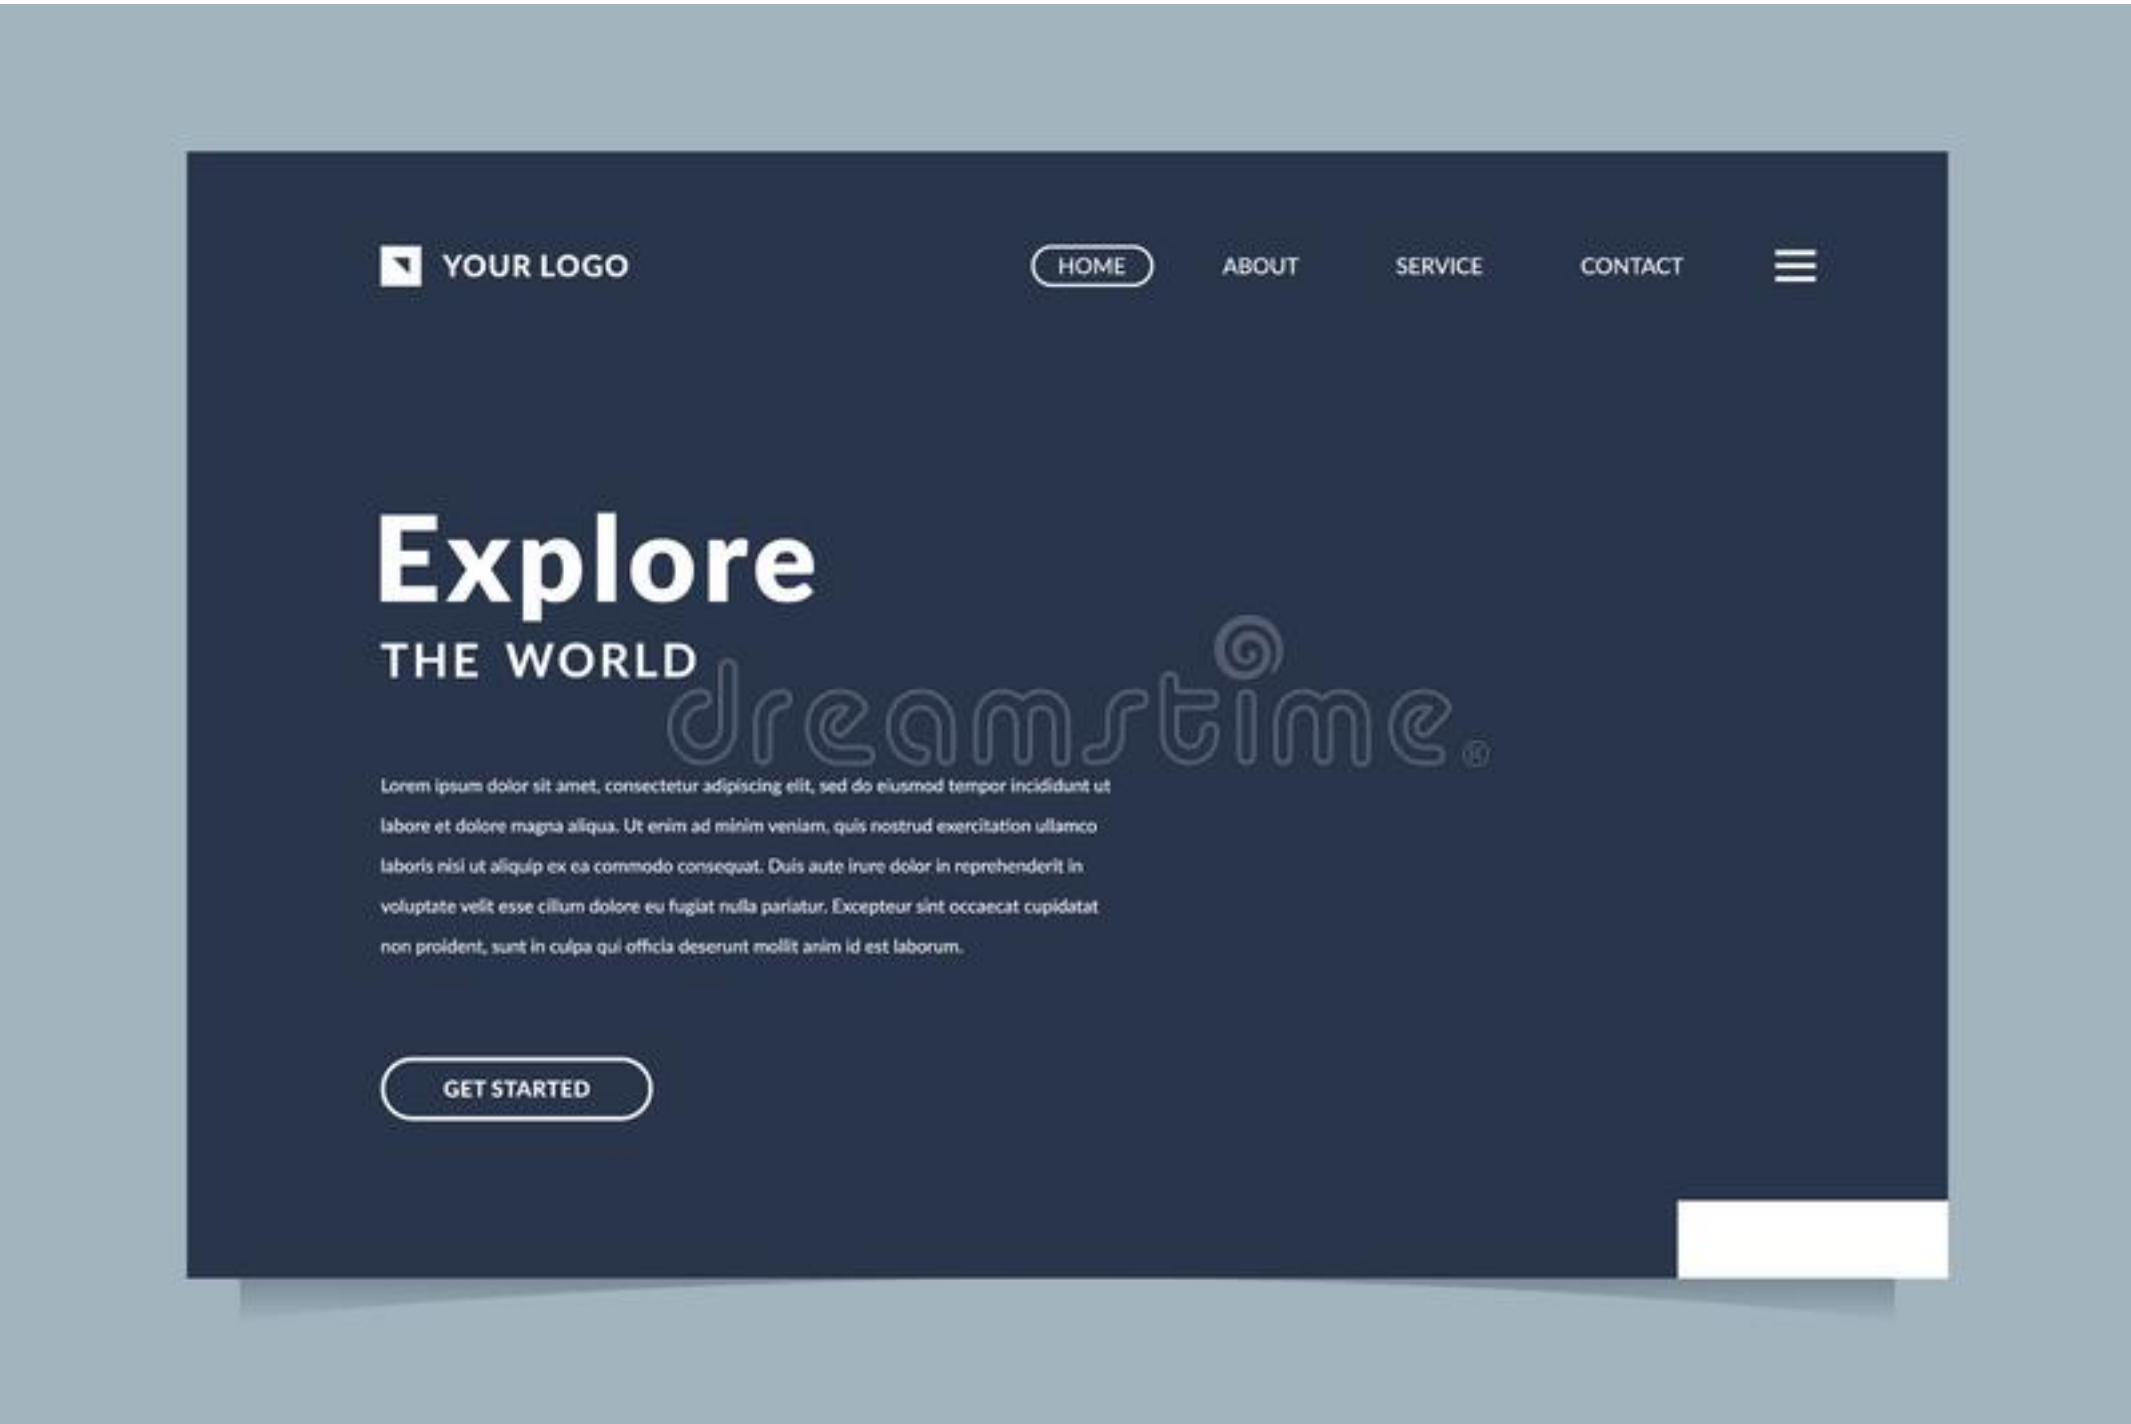 YOUR LOGO
HOME ABOUT SERVICE CONTACT
Explore
THE WORLD
dreamstime®
Lorem ipsum dolor sit amet, consectetur adipiscing elit, sed do eiusmod tempor incididunt ut
labore et dolore magna aliqua. Ut enim ad minim veniam, quis nostrud exercitation ullamco
laboris nisi ut aliquip ex ea commodo consequat. Duis aute irure dolor in reprehenderit in
voluptate velit esse cillum dolore eu fugiat nulla pariatur. Excepteur sint occaecat cupidatat
non proident, sunt in culpa qui officia deserunt mollit anim id est laborum.
GET STARTED